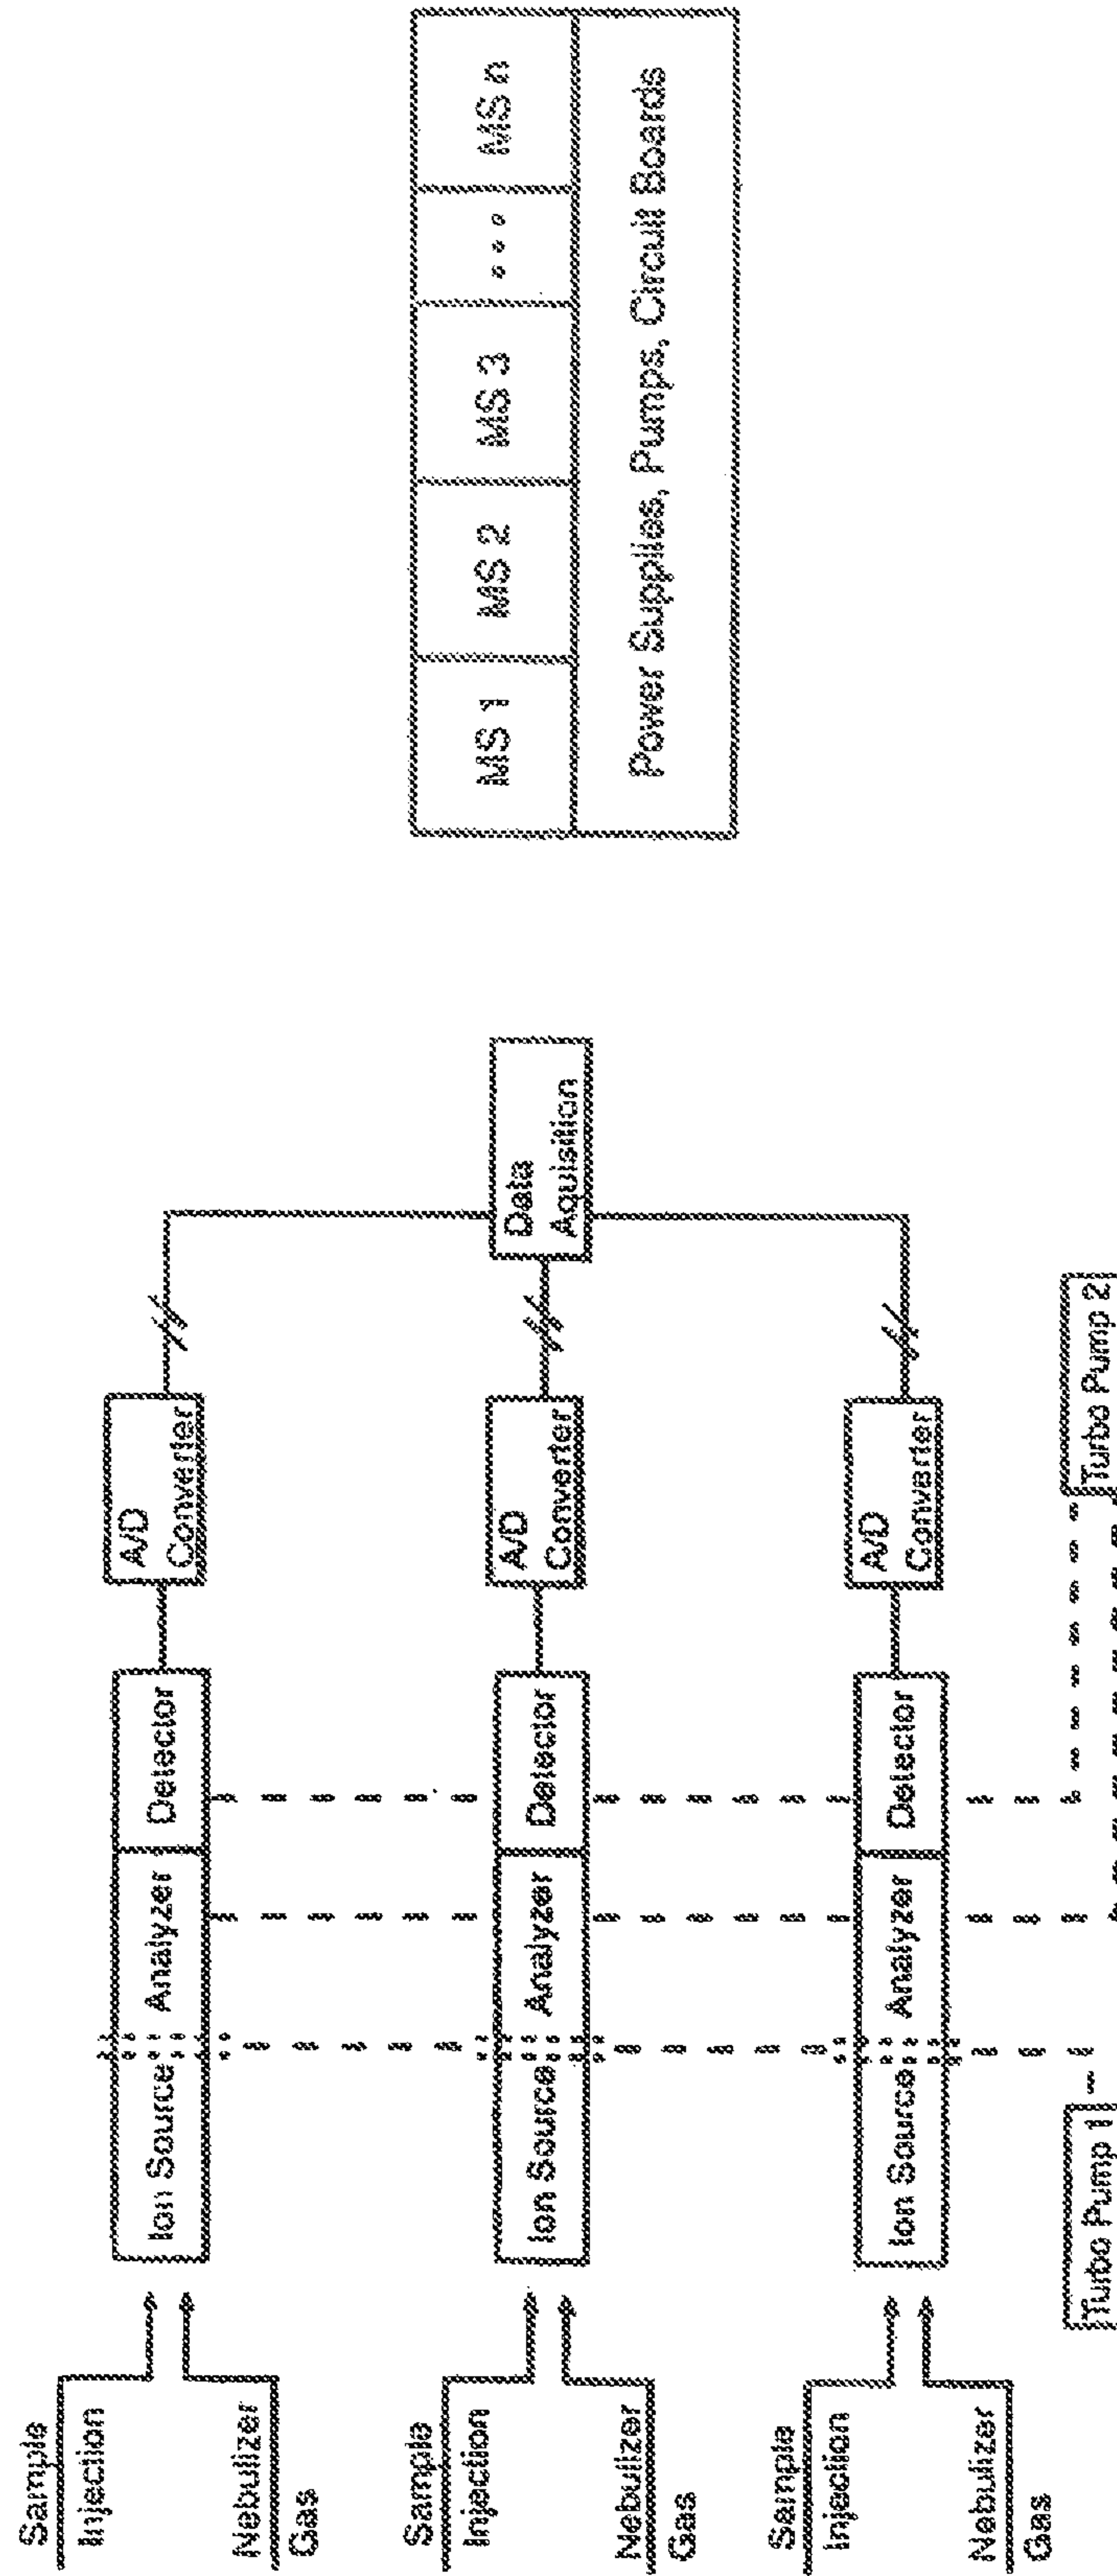 Sample
Injection
Nebulizer
Gas
Ion Source
Analyzer
Detector
A/D
Converter
Sample
Injection
Nebulizer
Gas
Ion Source
Analyzer
Detector
A/D
Converter
Data
Aquisition
Sample
Injection
Nebulizer
Gas
Ion Source
Analyzer
Detector
A/D
Converter
Turbo Pump 1
Turbo Pump 2
MS 1
MS 2
MS 3
...
MS n
Power Supplies, Pumps, Circuit Boards